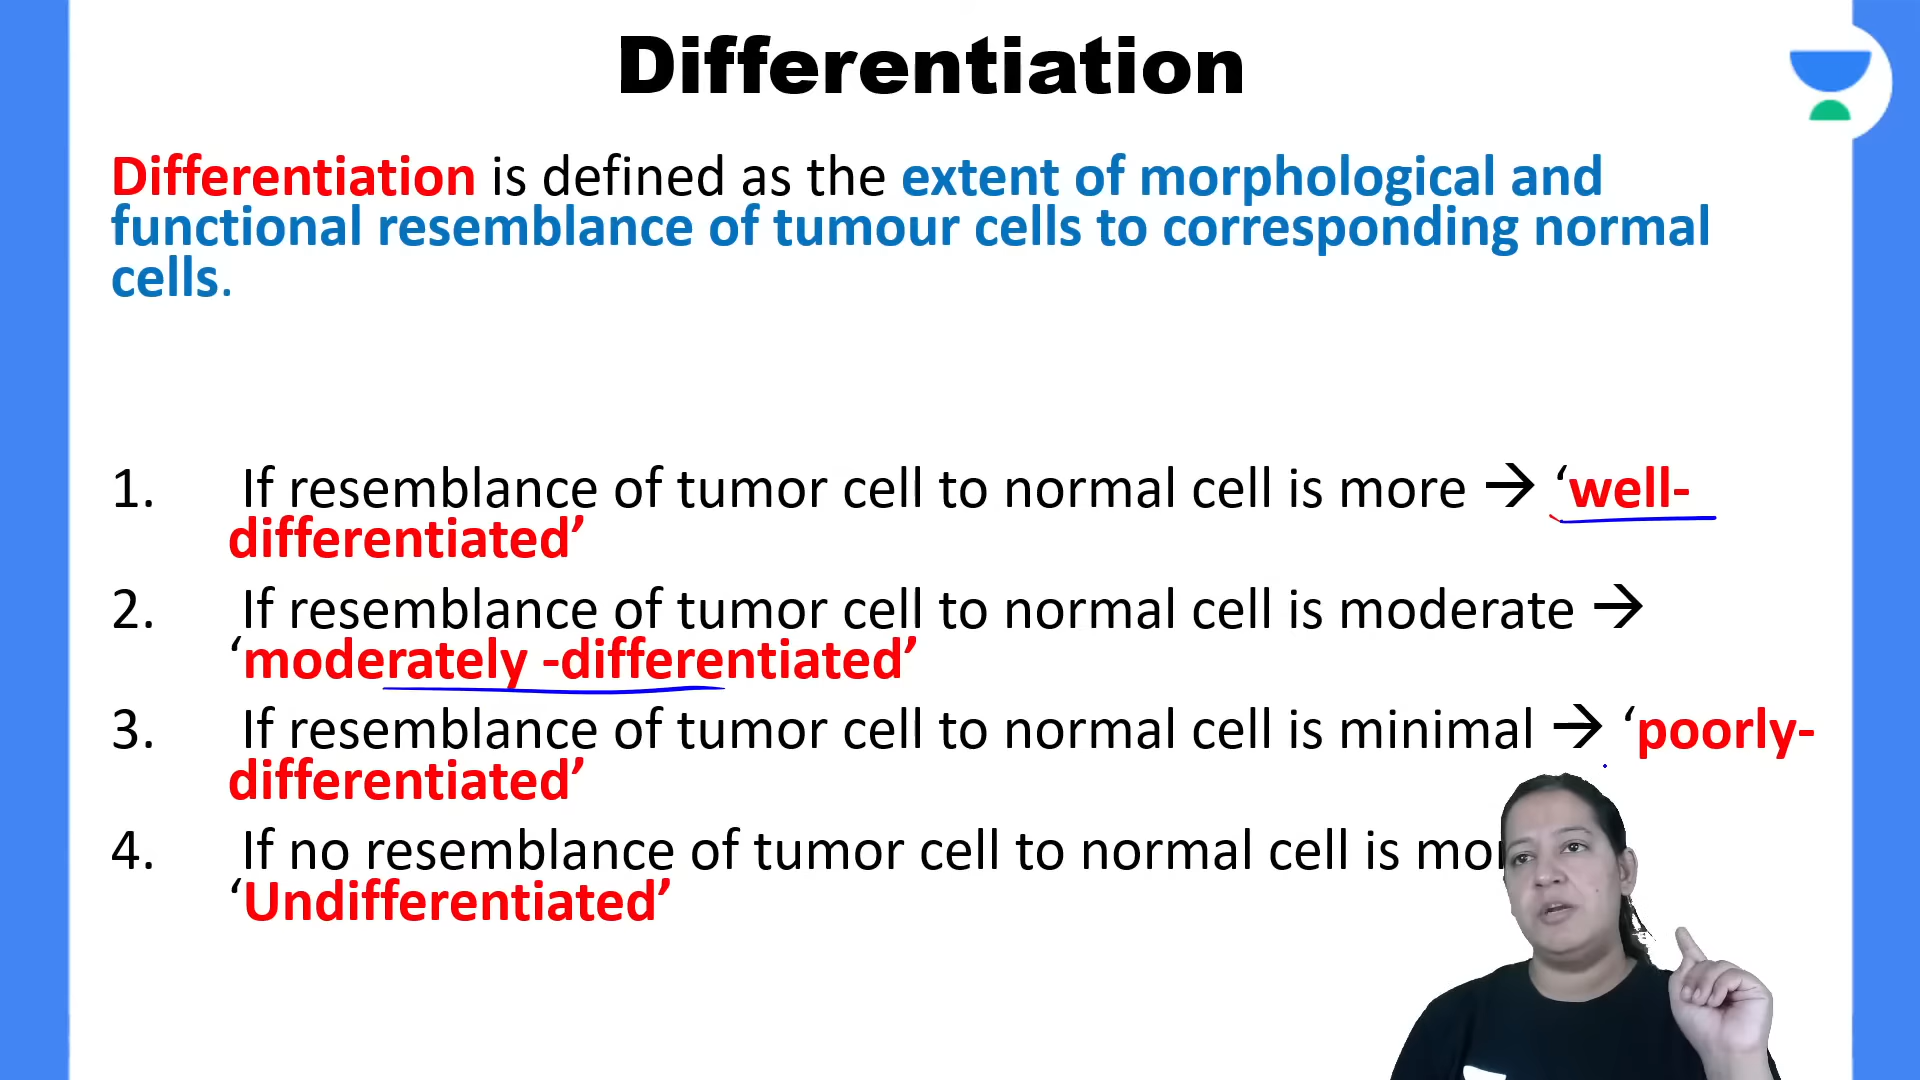 Differentiation
Differentiation is defined as the extent of morphological and
functional resemblance of tumour cells to corresponding normal
cells.
1. If resemblance of tumor cell to normal cell is more → ‘well-
differentiated’
2. If resemblance of tumor cell to normal cell is moderate →
‘moderately -differentiated’
3. If resemblance of tumor cell to normal cell is minimal → ‘poorly-
differentiated’
4. If no resemblance of tumor cell to normal cell is
‘Undifferentiated’